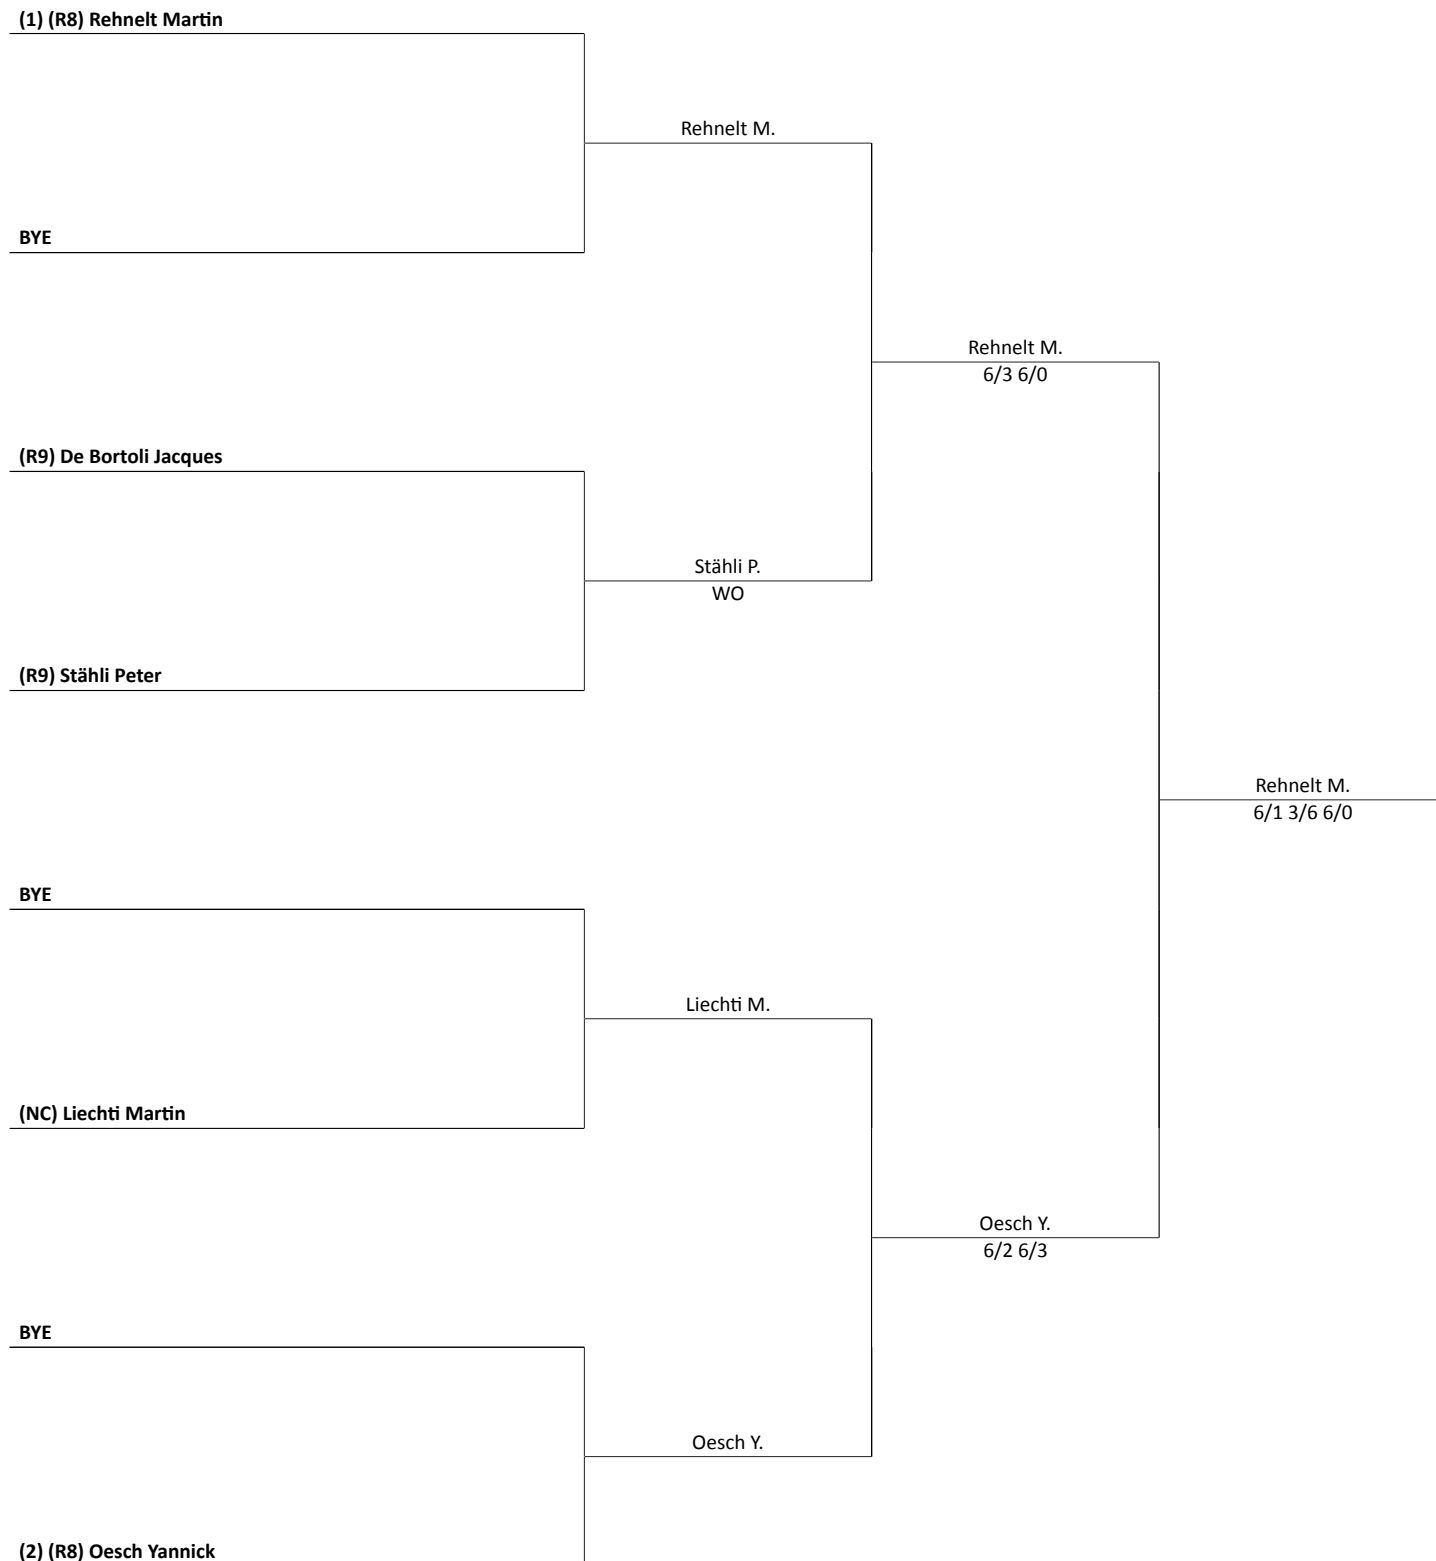 (1) (R8) Rehnelt Martin
Rehnelt M.
BYE
Rehnelt M.
6/3 6/0
(R9) De Bortoli Jacques
Stähli P.
WO
(R9) Stähli Peter
Rehnelt M.
6/1 3/6 6/0
BYE
Liechti M.
(NC) Liechti Martin
Oesch Y.
6/2 6/3
BYE
Oesch Y.
(2) (R8) Oesch Yannick